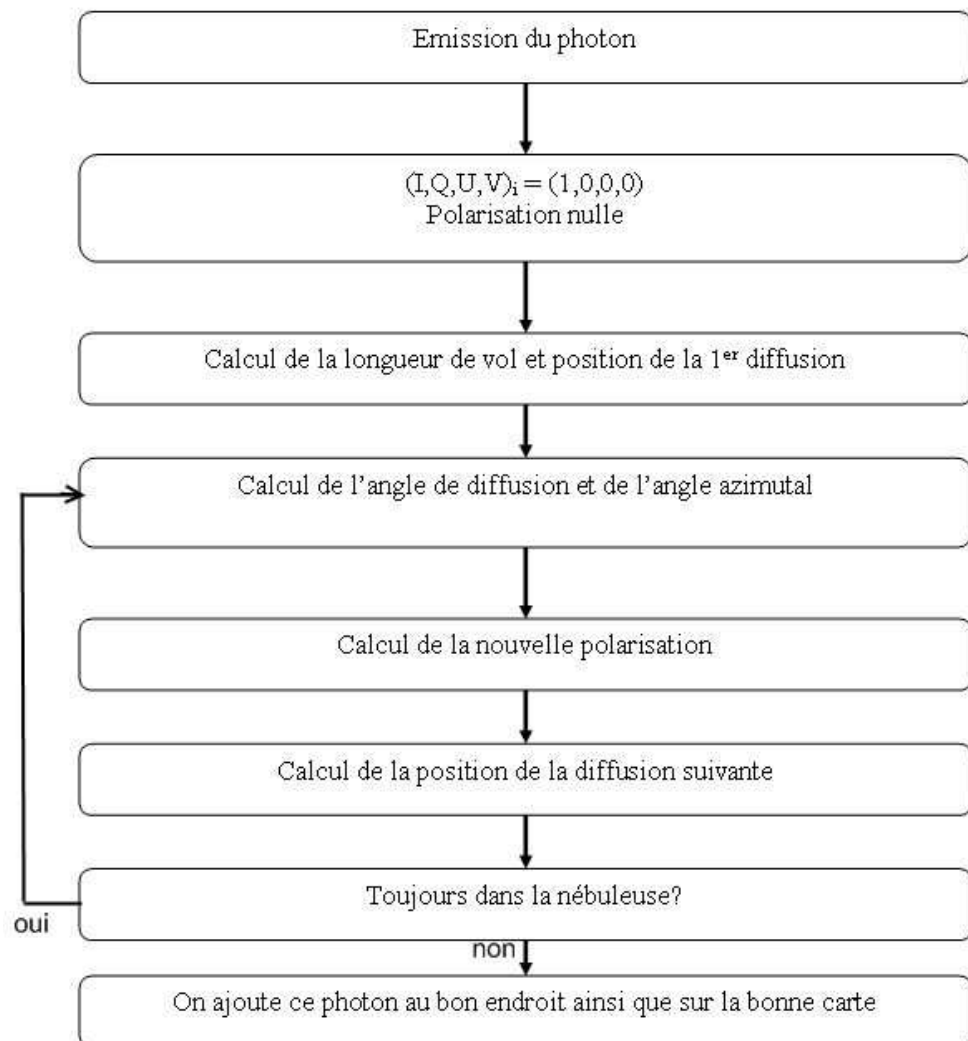 Emission du photon
(I,Q,U,V)i = (1,0,0,0)
Polarisation nulle
Calcul de la longueur de vol et position de la 1er diffusion
Calcul de l'angle de diffusion et de l'angle azimutal
Calcul de la nouvelle polarisation
Calcul de la position de la diffusion suivante
Toujours dans la nébuleuse?
oui
non
On ajoute ce photon au bon endroit ainsi que sur la bonne carte